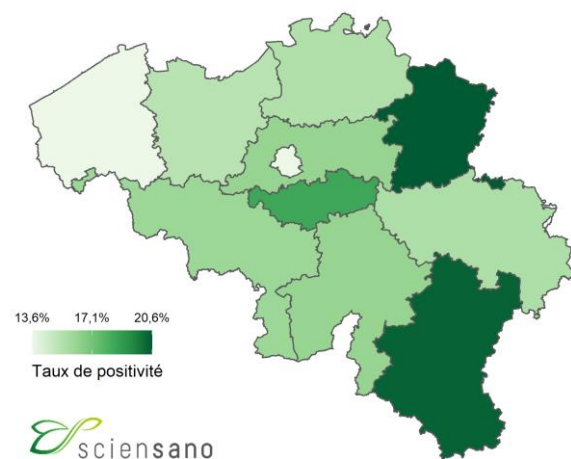 13,6% 17,1% 20,6%
Taux de positivité
sciensano